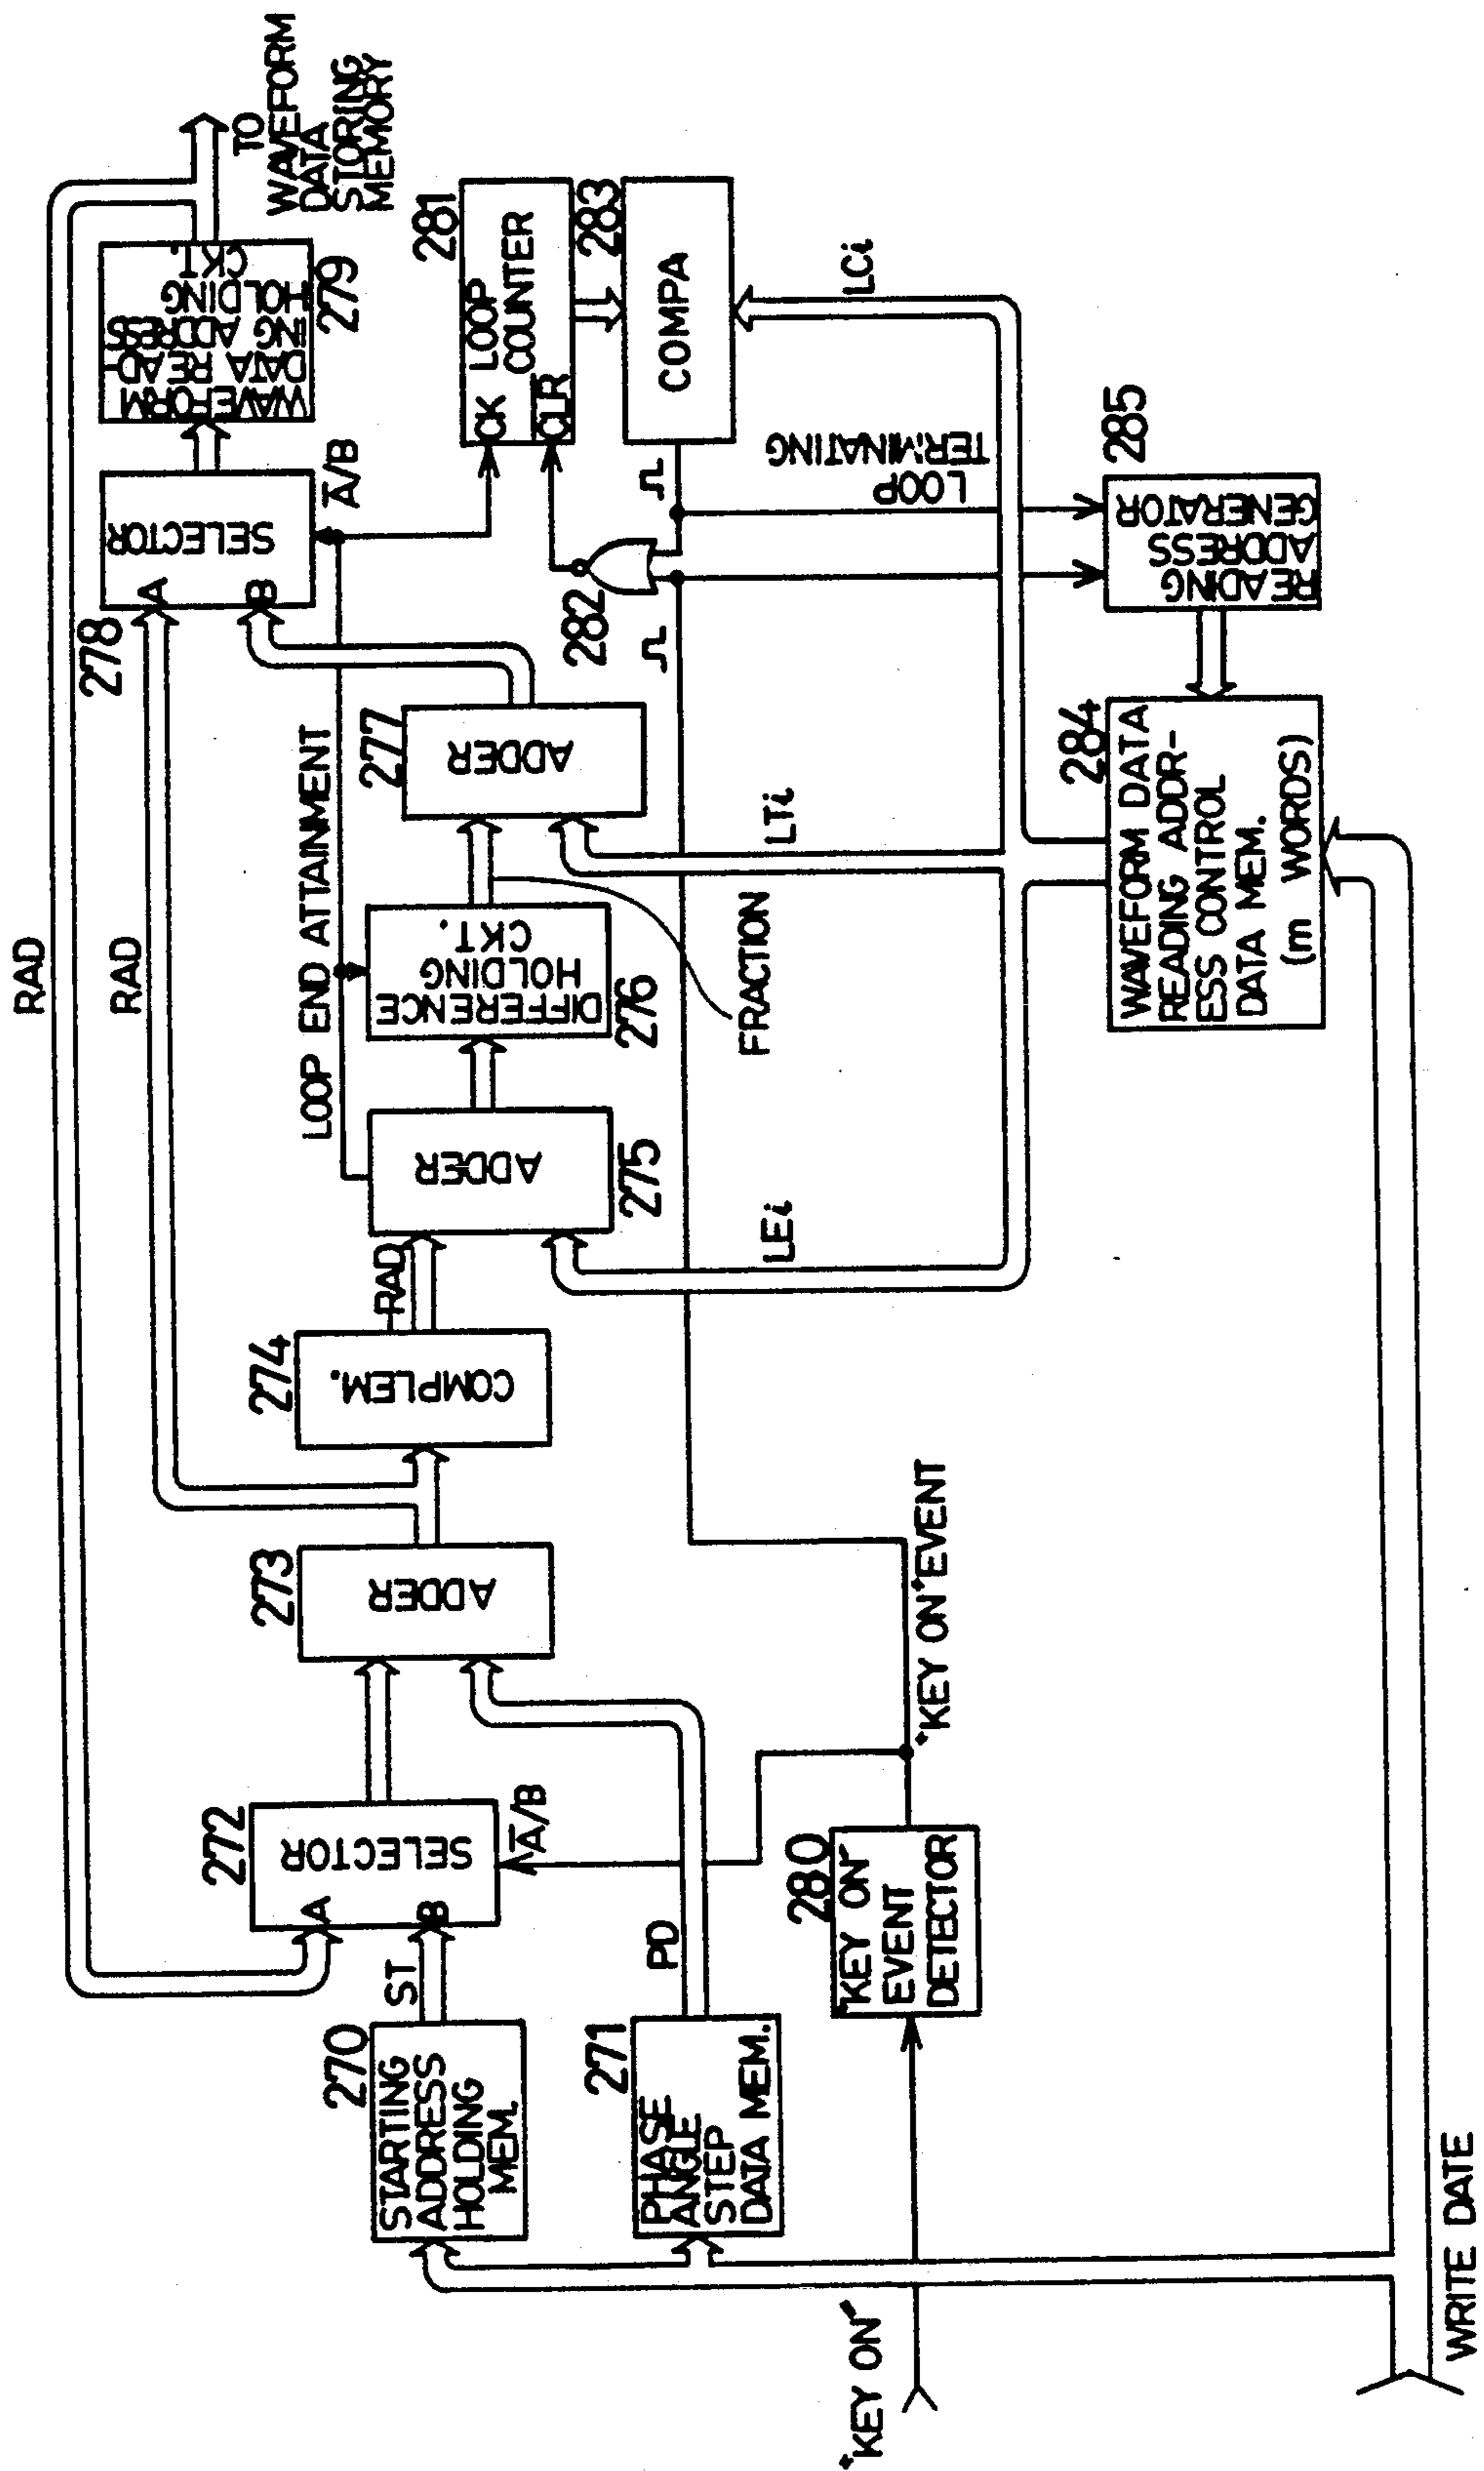 RAD
RAD
LOOP END ATTAINMENT
TO
WAVEFORM
DATA
STORING
MEMORY
270
STARTING
ADDRESS
HOLDING
MEM.
ST
272
A
B
SELECTOR
A̅/B
273
ADDER
274
COMPLEM.
R̅A̅D̅
275
ADDER
276
DIFFERENCE
HOLDING
CKT.
FRACTION
277
ADDER
278
A
B
SELECTOR
A̅/B
WAVEFORM
DATA READ-
ING ADDRESS
HOLDING
CKT.
279
271
PHASE
ANGLE
STEP
DATA MEM.
PD
"KEY ON"
280
"KEY ON"
EVENT
DETECTOR
"KEY ON" EVENT
281
CK
LOOP
COUNTER
C̅L̅R̅
282
283
COMPA
LOOP
TERMINATING
LEi
LTi
LCi
284
WAVEFORM DATA
READING ADDR-
ESS CONTROL
DATA MEM.
(m WORDS)
285
READING
ADDRESS
GENERATOR
WRITE DATE